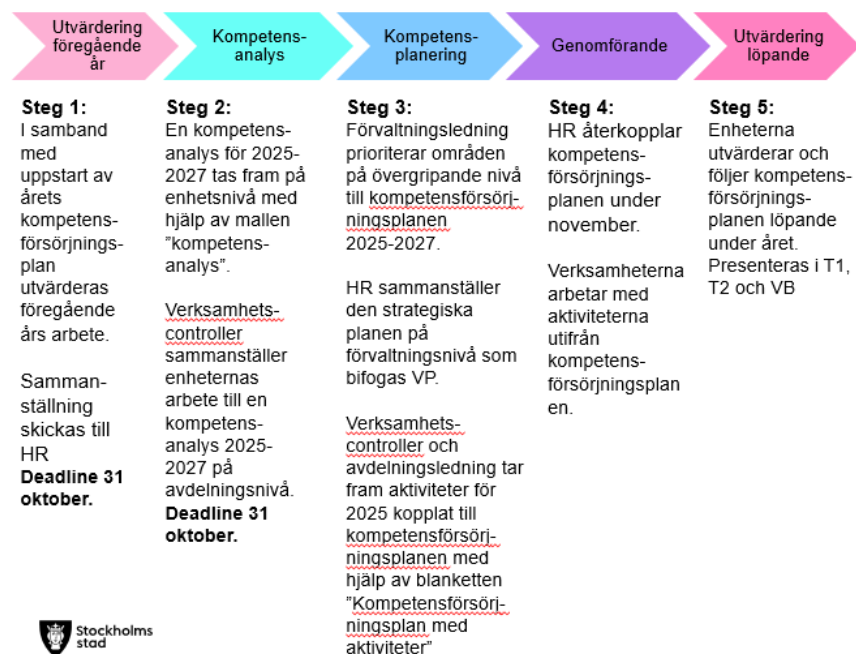 Utvärdering
föregående
år
Kompetens-
analys
Kompetens-
planering
Genomförande
Utvärdering
löpande
Steg 1:
I samband
med
uppstart av
årets
kompetens-
försörjnings-
plan
utvärderas
föregående
års arbete.
Samman-
ställning
skickas till
HR
Deadline 31
oktober.
Steg 2:
En kompetens-
analys för 2025-
2027 tas fram på
enhetsnivå med
hjälp av mallen
"kompetens-
analys".
Verksamhets-
controller
sammanställer
enheternas
arbete till en
kompetens-
analys 2025-
2027 på
avdelningsnivå.
Deadline 31
oktober.
Steg 3:
Förvaltningsledning
prioriterar områden
på övergripande nivå
till kompetensförsörj-
ningsplanen
2025-2027.
HR sammanställer
den strategiska
planen på
förvaltningsnivå som
bifogas VP.
Verksamhets-
controller och
avdelningsledning tar
fram aktiviteter för
2025 kopplat till
kompetensförsörj-
ningsplanen med
hjälp av blanketten
"Kompetensförsörj-
ningsplan med
aktiviteter"
Steg 4:
HR återkopplar
kompetens-
försörjnings-
planen under
november.
Verksamheterna
arbetar med
aktiviteterna
utifrån
kompetens-
försörjningsplan
en.
Steg 5:
Enheterna
utvärderar och
följer kompetens-
försörjnings-
planen löpande
under året.
Presenteras i T1,
T2 och VB
Stockholms
stad